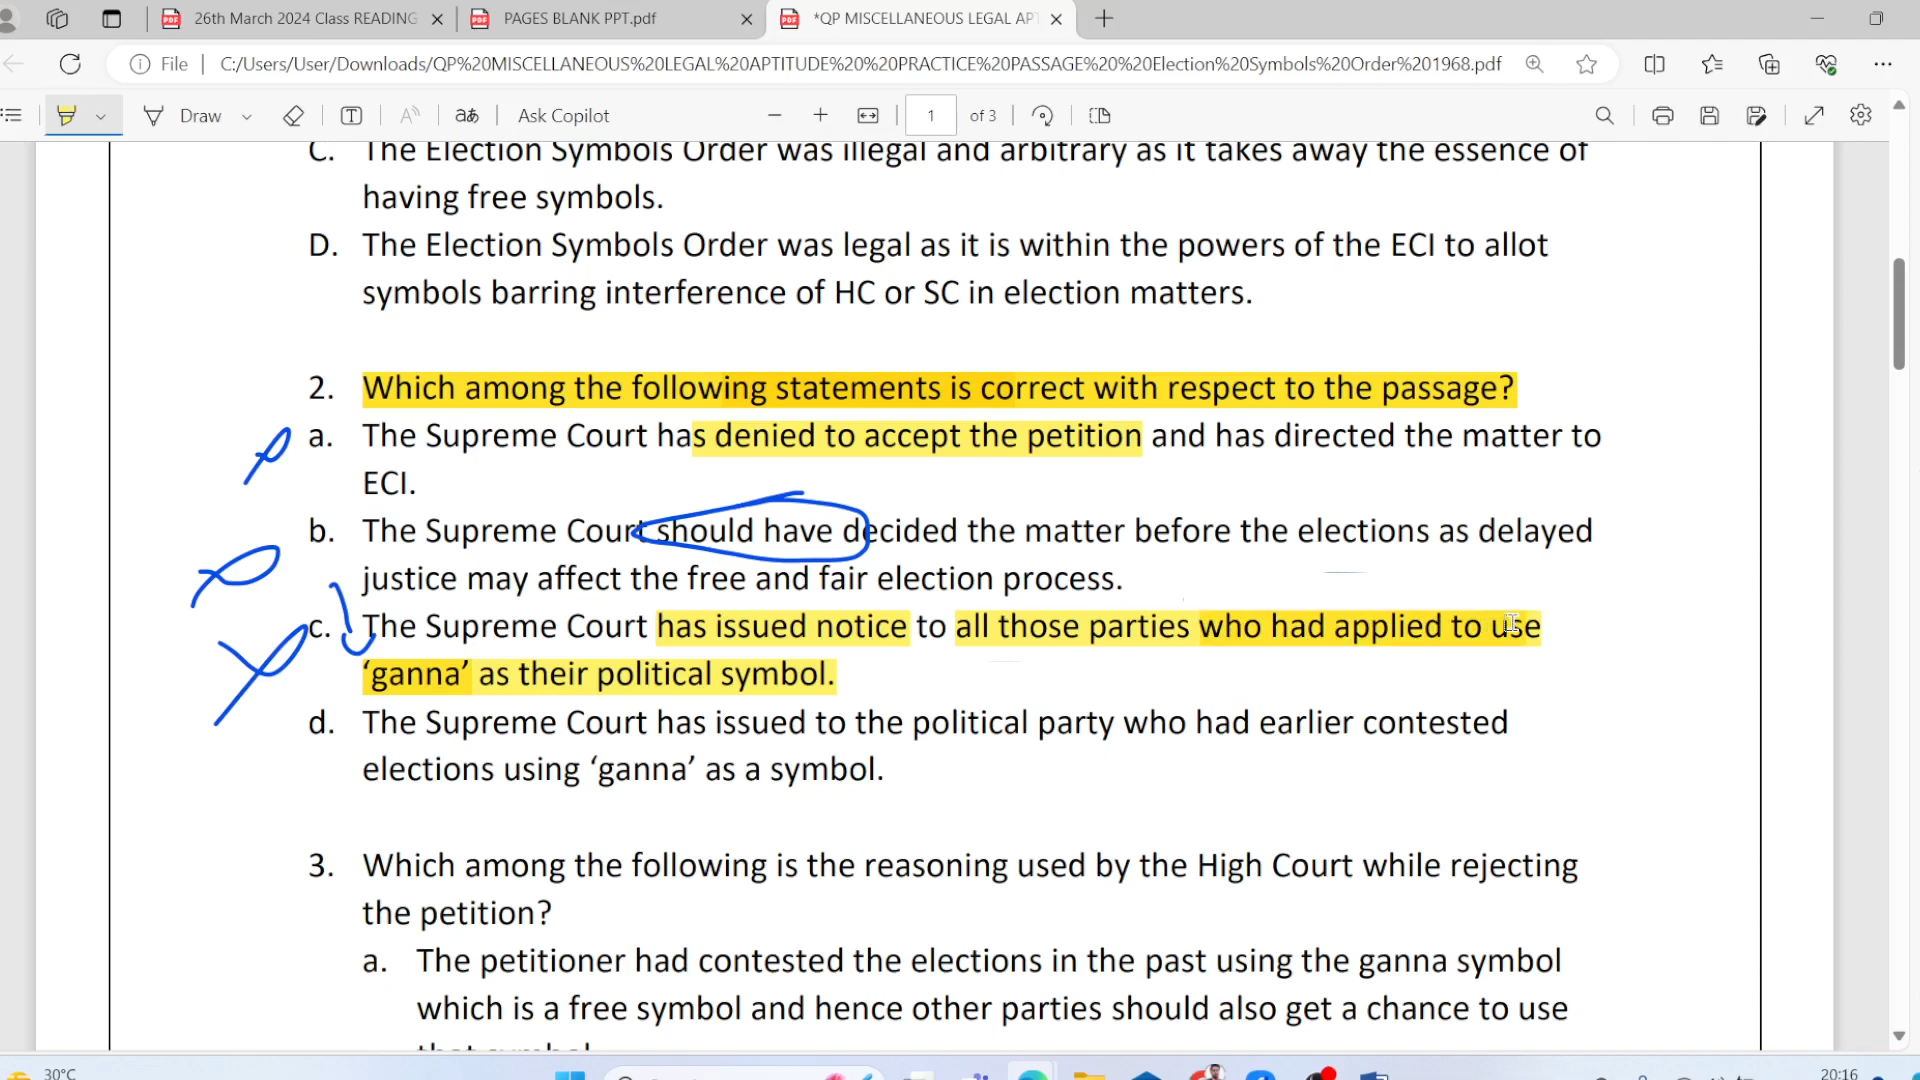 26th March 2024 Class READING
PAGES BLANK PPT.pdf
*QP MISCELLANEOUS LEGAL APT
File
C:/Users/User/Downloads/QP%20MISCELLANEOUS%20LEGAL%20APTITUDE%20%20PRACTICE%20PASSAGE%20%20Election%20Symbols%20Order%201968.pdf
Draw
Ask Copilot
1 of 3
C. The Election Symbols Order was illegal and arbitrary as it takes away the essence of
having free symbols.
D. The Election Symbols Order was legal as it is within the powers of the ECI to allot
symbols barring interference of HC or SC in election matters.
2. Which among the following statements is correct with respect to the passage?
a. The Supreme Court has denied to accept the petition and has directed the matter to
ECI.
b. The Supreme Court should have decided the matter before the elections as delayed
justice may affect the free and fair election process.
c. The Supreme Court has issued notice to all those parties who had applied to use
‘ganna’ as their political symbol.
d. The Supreme Court has issued to the political party who had earlier contested
elections using ‘ganna’ as a symbol.
3. Which among the following is the reasoning used by the High Court while rejecting
the petition?
a. The petitioner had contested the elections in the past using the ganna symbol
which is a free symbol and hence other parties should also get a chance to use
that symbol
30°C
20:16